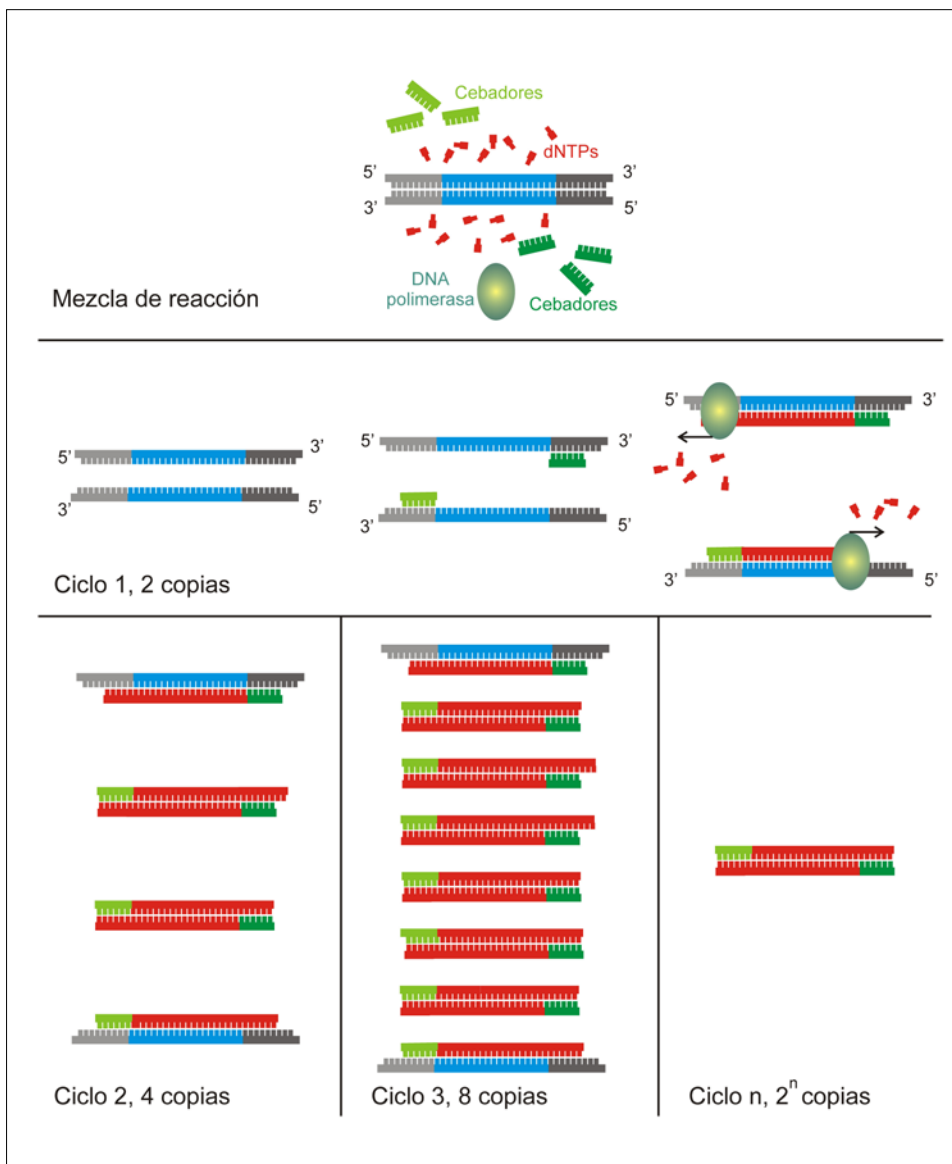 Cebadores
dNTPs
5’ 3’
3’ 5’
DNA
polimerasa
Cebadores
Mezcla de reacción
5’ 3’
3’ 5’
5’ 3’
3’ 5’
5’ 3’
3’ 5’
Ciclo 1, 2 copias
Ciclo 2, 4 copias
Ciclo 3, 8 copias
Ciclo n, 2ⁿ copias